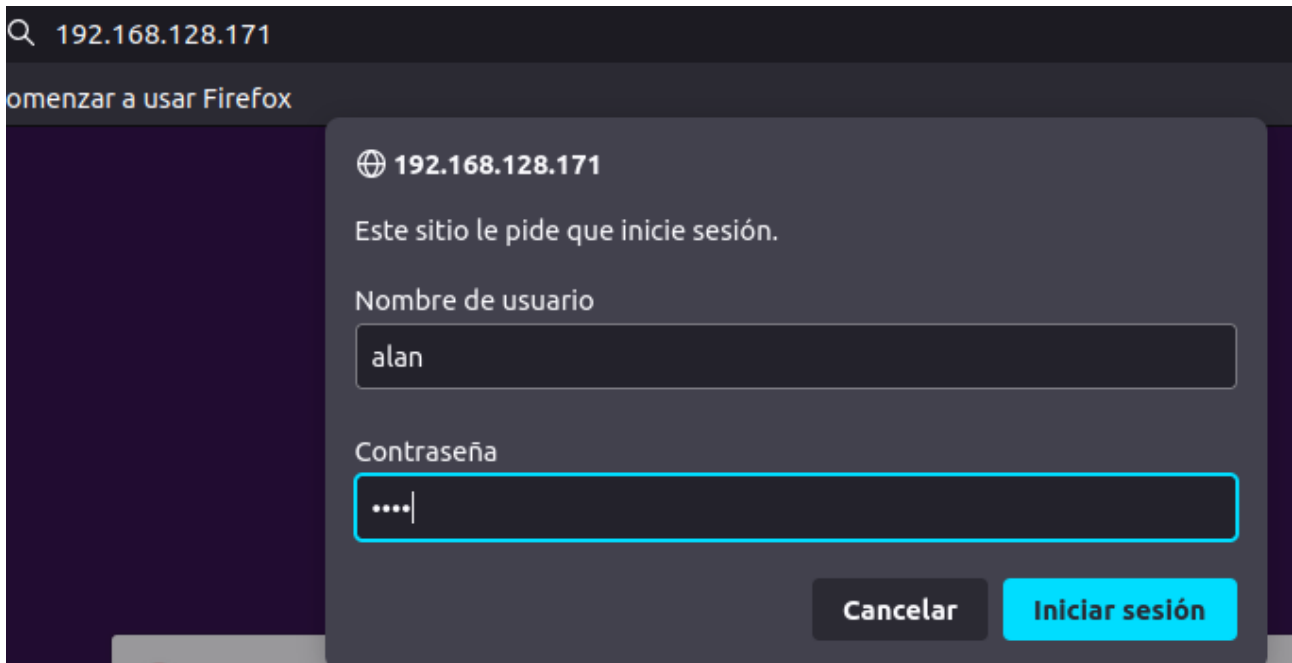 192.168.128.171
omenzar a usar Firefox
192.168.128.171
Este sitio le pide que inicie sesión.
Nombre de usuario
alan
Contraseña
••••
Cancelar Iniciar sesión